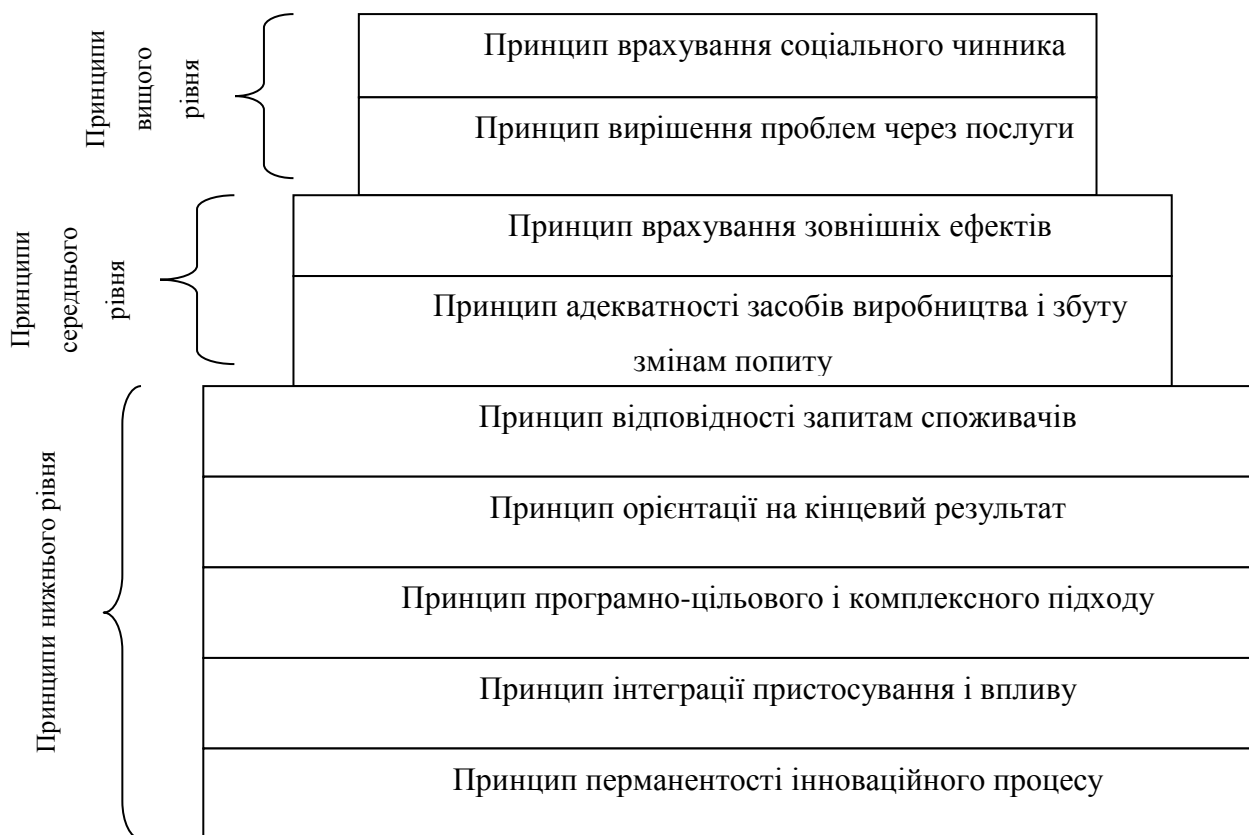 Принципи
вищого
рівня
Принцип врахування соціального чинника
Принцип вирішення проблем через послуги
Принципи
середнього
рівня
Принцип врахування зовнішніх ефектів
Принцип адекватності засобів виробництва і збуту
змінам попиту
Принципи нижнього рівня
Принцип відповідності запитам споживачів
Принцип орієнтації на кінцевий результат
Принцип програмно-цільового і комплексного підходу
Принцип інтеграції пристосування і впливу
Принцип перманентості інноваційного процесу